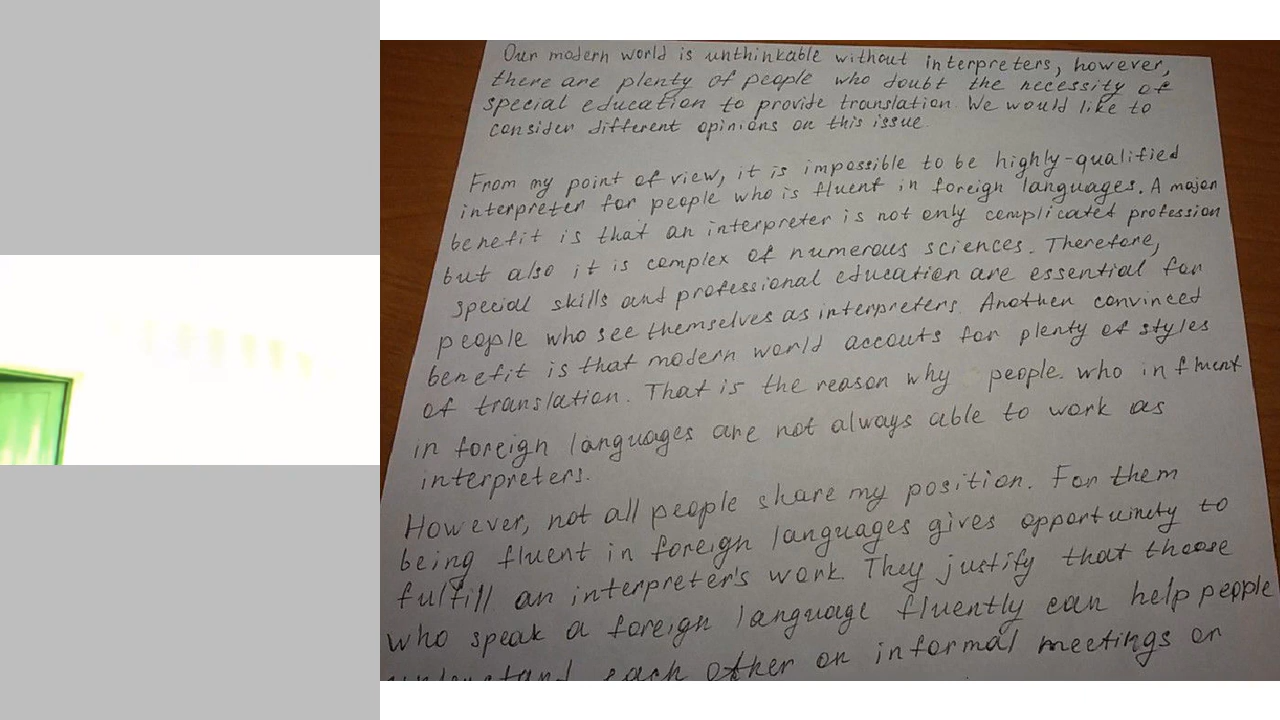 Our modern world is unthinkable without interpreters, however,
there are plenty of people who doubt the necessity of
special education to provide translation. We would like to
consider different opinions on this issue.
From my point of view, it is impossible to be highly-qualified
interpreter for people who is fluent in foreign languages. A major
benefit is that an interpreter is not only complicated profession
but also it is complex of numerous sciences. Therefore,
special skills and professional education are essential for
people who see themselves as interpreters. Another convinced
benefit is that modern world accouts for plenty of styles
of translation. That is the reason why people who in fluent
in foreign languages are not always able to work as
interpreters.
However, not all people share my position. For them
being fluent in foreign languages gives opportuinety to
fulfill an interpreter's work. They justify that thoose
who speak a foreign language fluently can help people
understand each other on informal meetings or